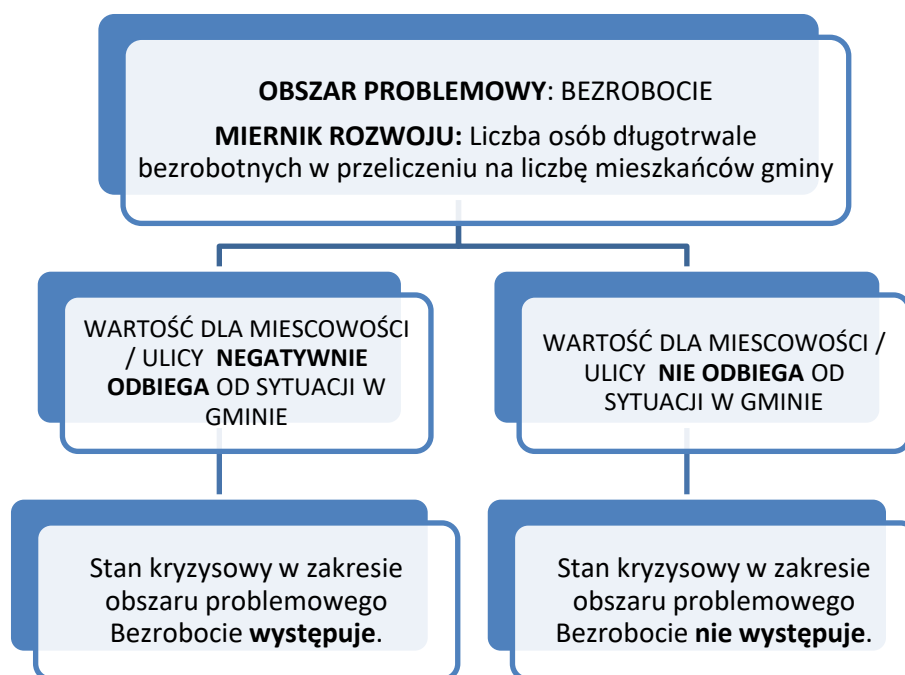 OBSZAR PROBLEMOWY: BEZROBOCIE
MIERNIK ROZWOJU: Liczba osób długotrwale
bezrobotnych w przeliczeniu na liczbę mieszkańców gminy
WARTOŚĆ DLA MIESCOWOŚCI
/ ULICY NEGATYWNIE
ODBIEGA OD SYTUACJI W
GMINIE
WARTOŚĆ DLA MIESCOWOŚCI /
ULICY NIE ODBIEGA OD
SYTUACJI W GMINIE
Stan kryzysowy w zakresie
obszaru problemowego
Bezrobocie występuje.
Stan kryzysowy w zakresie
obszaru problemowego
Bezrobocie nie występuje.